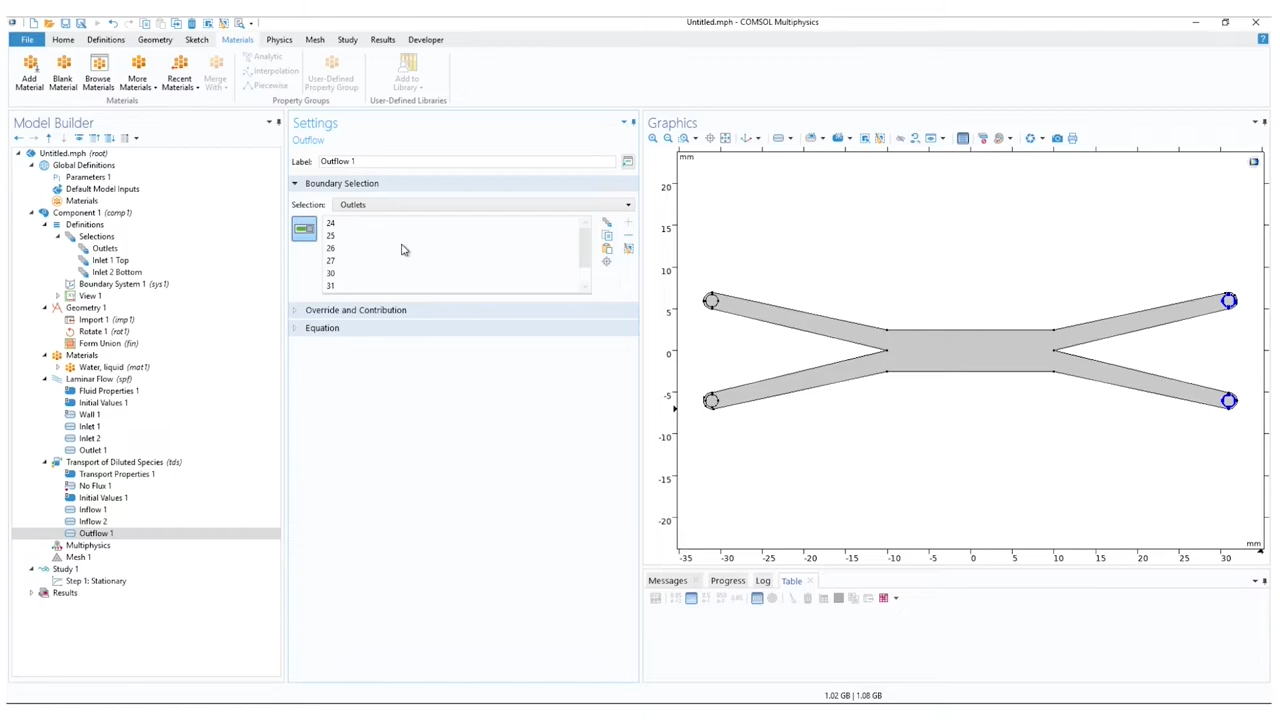 Untitled.mph - COMSOL Multiphysics
File Home Definitions Geometry Sketch Materials Physics Mesh Study Results Developer
Add Material
Blank Material
Browse Materials
More Materials
Recent Materials
Merge With
Analytic
Interpolation
Piecewise
User-Defined Property Group
Add to Library
Materials
Property Groups
User-Defined Libraries
Model Builder
Untitled.mph (root)
Global Definitions
Parameters 1
Default Model Inputs
Materials
Component 1 (comp1)
Definitions
Selections
Outlets
Inlet 1 Top
Inlet 2 Bottom
Boundary System 1 (sys1)
View 1
Geometry 1
Import 1 (imp1)
Rotate 1 (rot1)
Form Union (fin)
Materials
Water, liquid (mat1)
Laminar Flow (spf)
Fluid Properties 1
Initial Values 1
Wall 1
Inlet 1
Inlet 2
Outlet 1
Transport of Diluted Species (tds)
Transport Properties 1
No Flux 1
Initial Values 1
Inflow 1
Inflow 2
Outflow 1
Multiphysics
Mesh 1
Study 1
Step 1: Stationary
Results
Settings
Outflow
Label: Outflow 1
Boundary Selection
Selection: Outlets
24
25
26
27
30
31
Override and Contribution
Equation
Graphics
mm
20
15
10
5
0
-5
-10
-15
-20
-35 -30 -25 -20 -15 -10 -5 0 5 10 15 20 25 30
mm
Messages Progress Log Table
1.02 GB | 1.08 GB